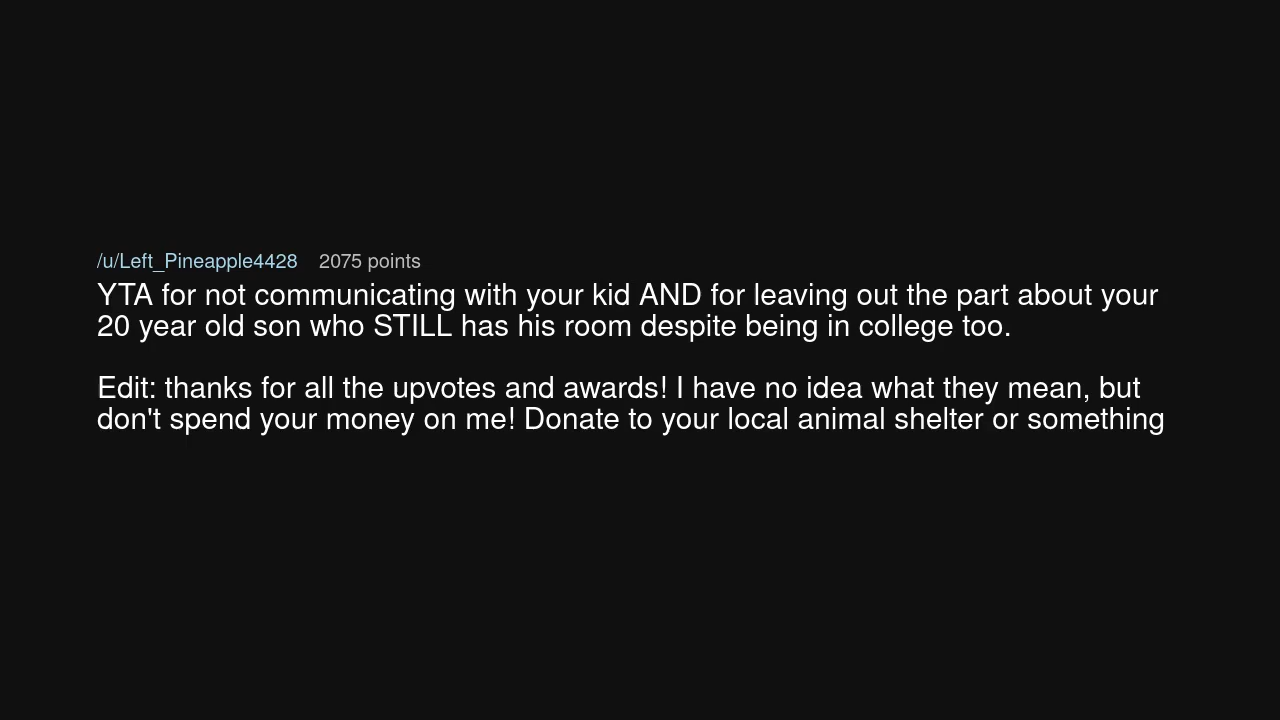 /u/Left_Pineapple4428 2075 points
YTA for not communicating with your kid AND for leaving out the part about your
20 year old son who STILL has his room despite being in college too.
Edit: thanks for all the upvotes and awards! I have no idea what they mean, but
don't spend your money on me! Donate to your local animal shelter or something